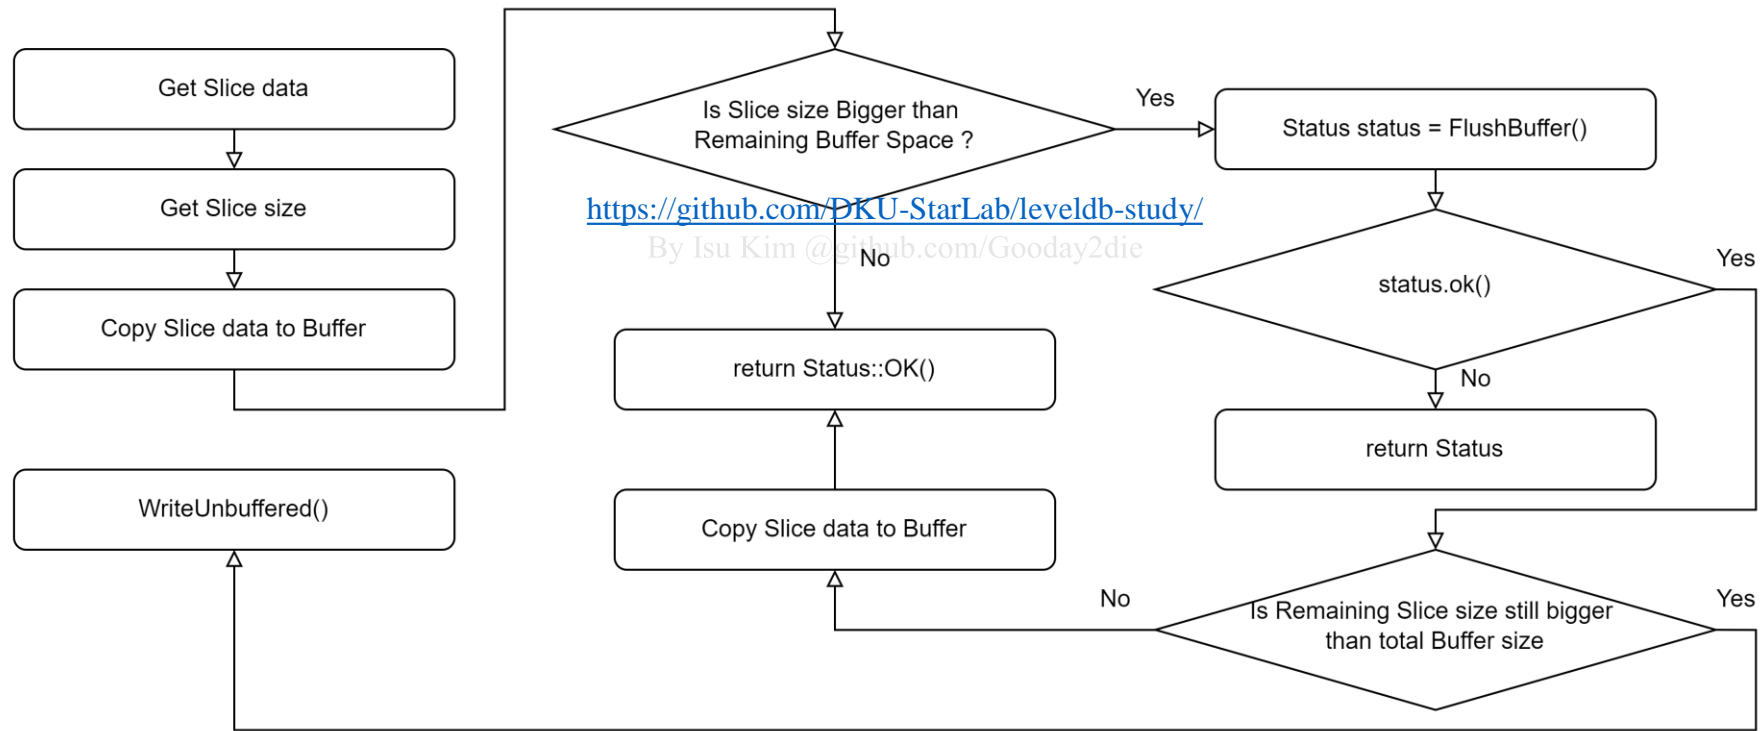 Get Slice data
Get Slice size
Copy Slice data to Buffer
Is Slice size Bigger than
Remaining Buffer Space ?
Yes
Status status = FlushBuffer()
https://github.com/DKU-StarLab/leveldb-study/
By Isu Kim @github.com/Gooday2die
No
status.ok()
Yes
return Status::OK()
No
return Status
WriteUnbuffered()
Copy Slice data to Buffer
No
Is Remaining Slice size still bigger
than total Buffer size
Yes